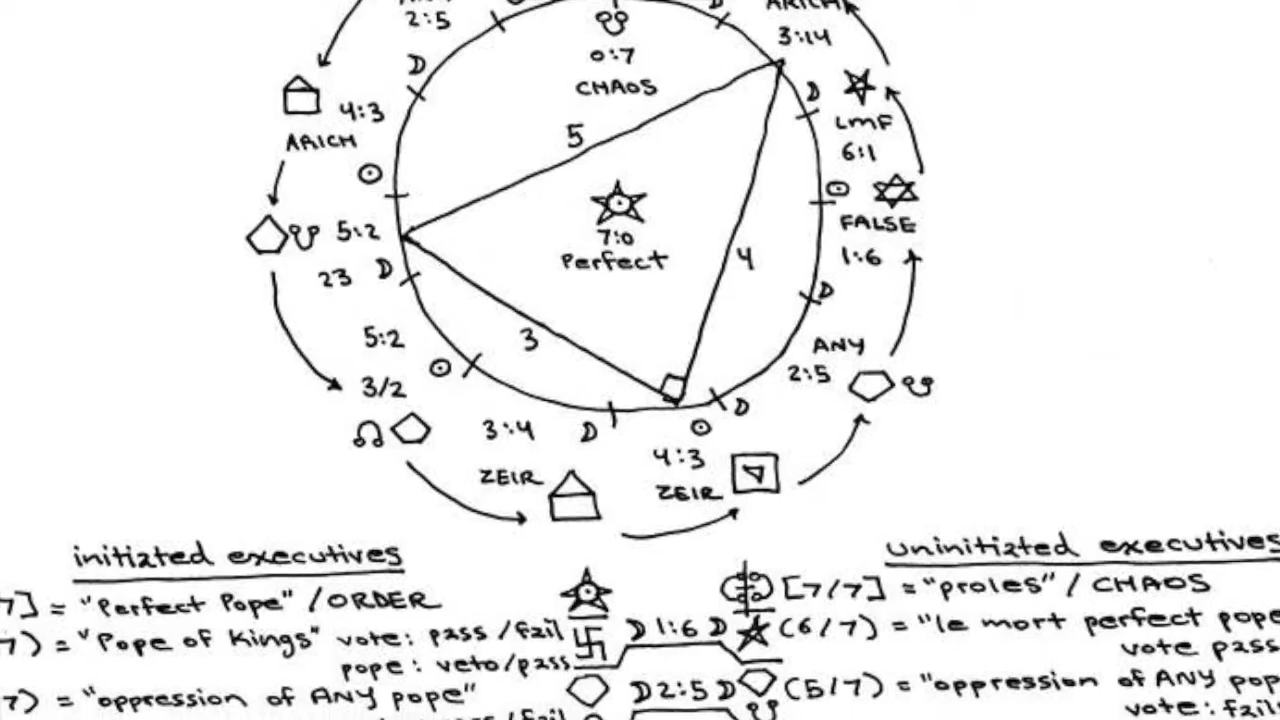 2:5
ARICH
3:14
D
D
0:7
CHAOS
D
D
4:3
ARICH
LMF
6:1
5
5:2
23 D
7:0
Perfect
4
FALSE
1:6
D
5:2
3/2
3
ANY
2:5
D
3:4 D
ZEIR
4:3
ZEIR
initiated executives
uninitiated executives
7] = "Perfect Pope" / ORDER
[7/7] = "proles" / CHAOS
7) = "Pope of Kings" vote: pass/fail
D 1:6 D
(6/7) = "le mort perfect pope
pope: veto/pass
vote pass
7) = "oppression of ANY pope"
D 2:5 D
(5/7) = "oppression of ANY pop
vote: fail